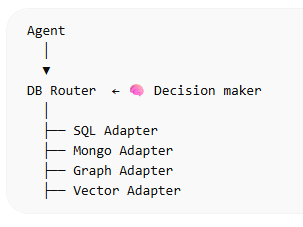 Agent
│
▼
DB Router ← 🧠 Decision maker
│
├── SQL Adapter
├── Mongo Adapter
├── Graph Adapter
└── Vector Adapter